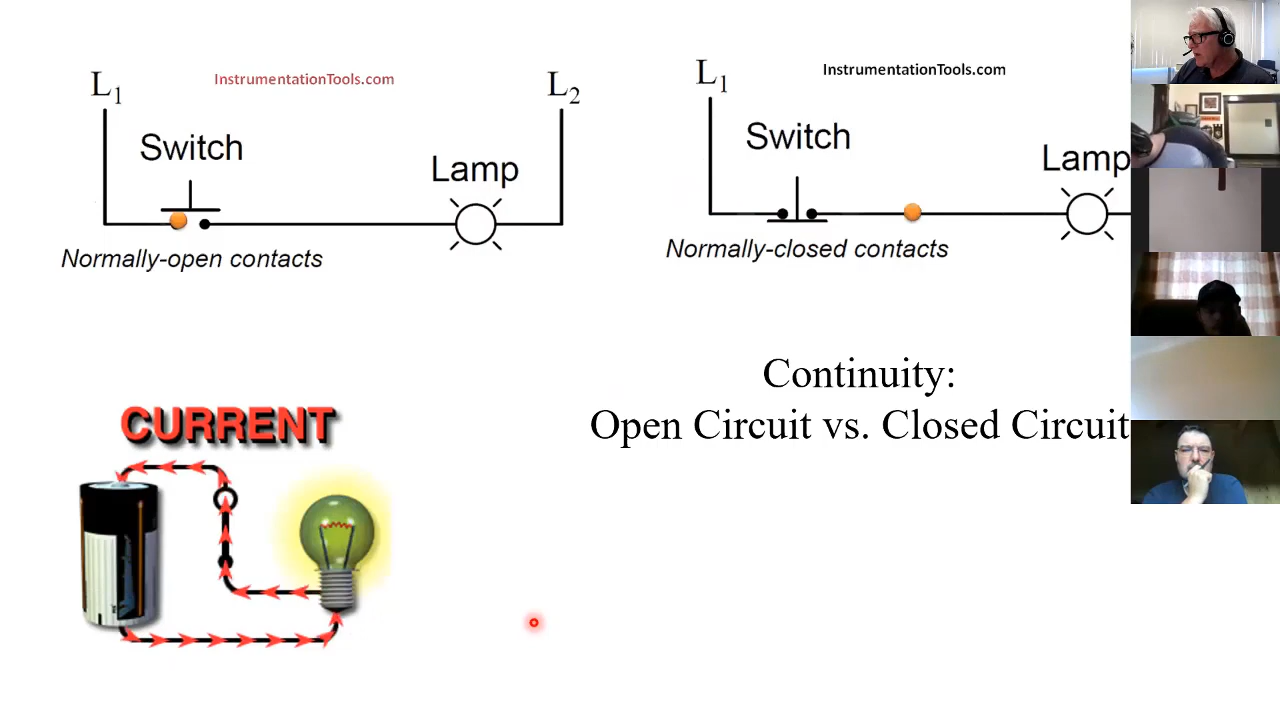 InstrumentationTools.com
L1
L2
Switch
Lamp
Normally-open contacts
InstrumentationTools.com
L1
Switch
Lamp
Normally-closed contacts
Continuity:
Open Circuit vs. Closed Circuit
CURRENT